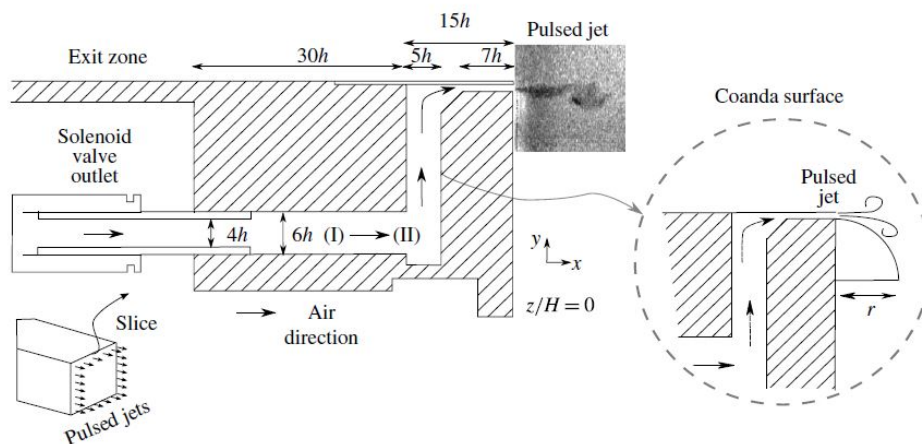 15h
Pulsed jet
Exit zone
30h
5h
7h
Coanda surface
Solenoid
valve
outlet
Pulsed
jet
4h
6h (I)
(II)
y
x
z/H = 0
Air
direction
r
Slice
Pulsed jets